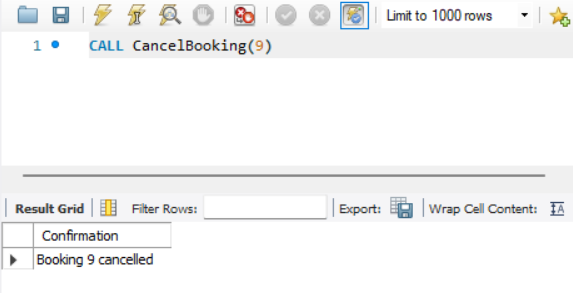 Limit to 1000 rows
1 CALL CancelBooking(9)
Result Grid Filter Rows: Export: Wrap Cell Content:
Confirmation
Booking 9 cancelled